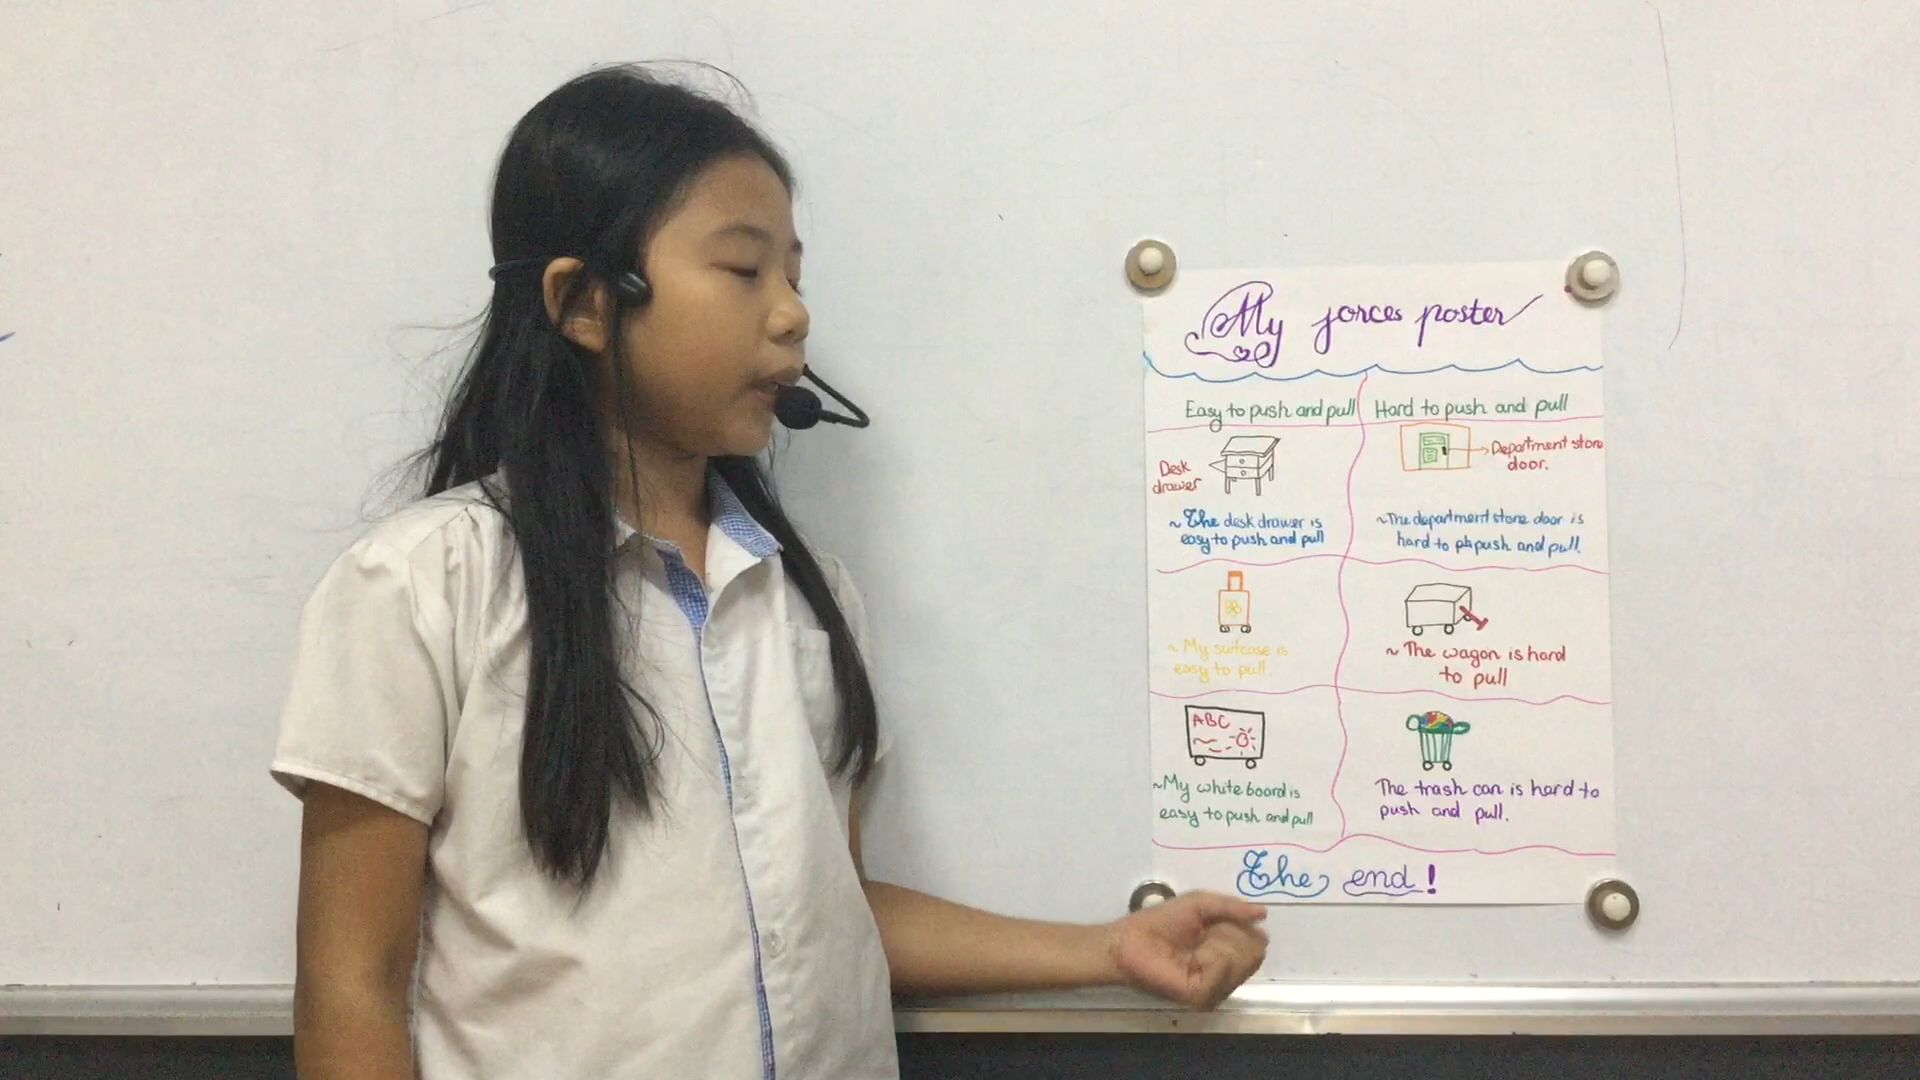 My forces poster
Easy to push and pull
Hard to push and pull
Desk
drawer
~ The desk drawer is
easy to push and pull
Department store
door.
~The department store door is
hard to phpush and pull.
~ My suitcase is
easy to pull.
~ The wagon is hard
to pull
ABC
~My white board is
easy to push and pull
The trash can is hard to
push and pull.
The end!